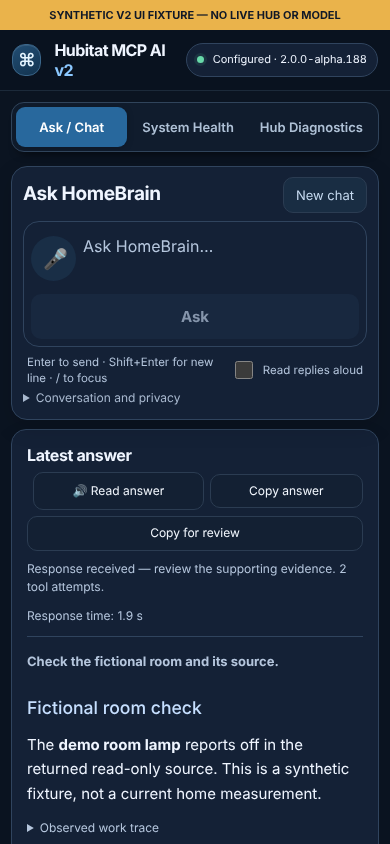 SYNTHETIC V2 UI FIXTURE — NO LIVE HUB OR MODEL
Hubitat MCP AI
v2
Configured · 2.0.0-alpha.188
Ask / Chat
System Health
Hub Diagnostics
Ask HomeBrain
New chat
Ask HomeBrain...
Ask
Enter to send · Shift+Enter for new
line · / to focus
Read replies aloud
Conversation and privacy
Latest answer
Read answer
Copy answer
Copy for review
Response received — review the supporting evidence. 2
tool attempts.
Response time: 1.9 s
Check the fictional room and its source.
Fictional room check
The demo room lamp reports off in the
returned read-only source. This is a synthetic
fixture, not a current home measurement.
Observed work trace